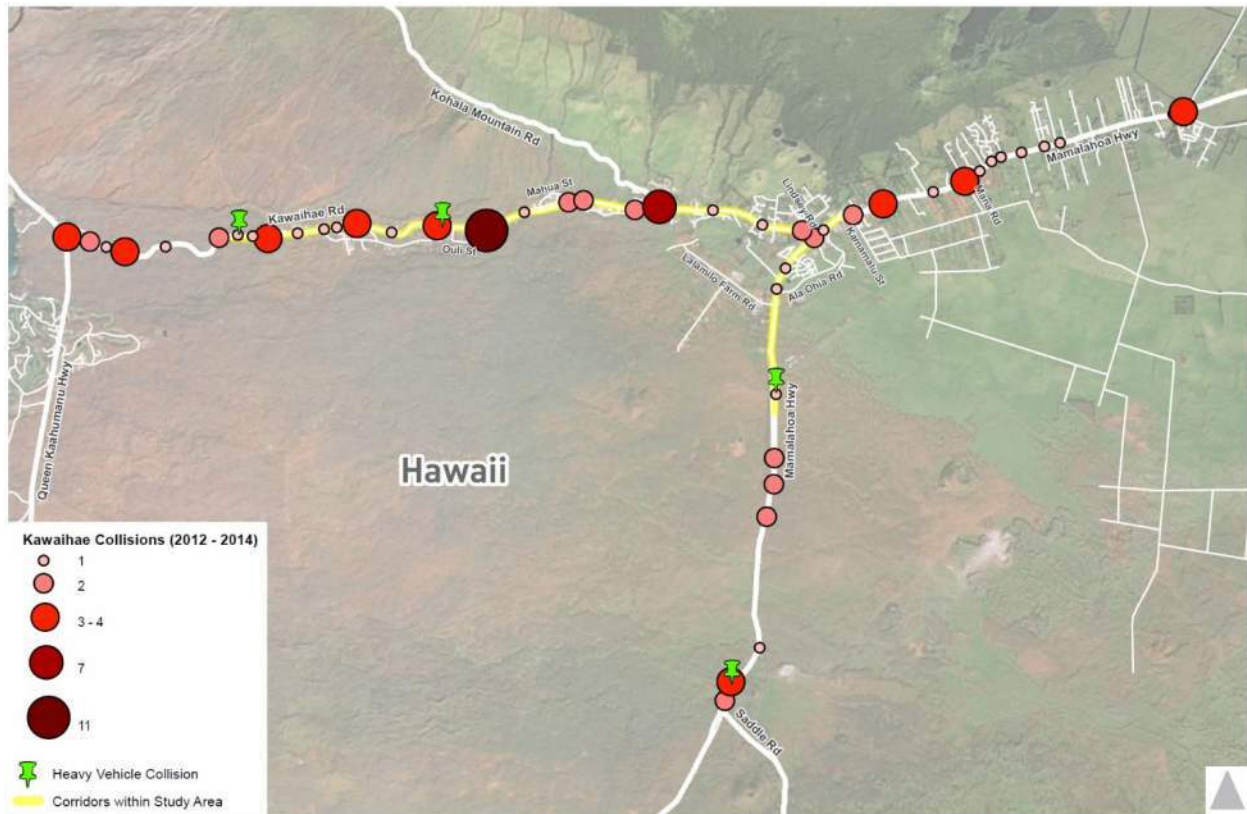 Kohala Mountain Rd
Mamalahoa Hwy
Mahua St
Lindsey Rd
Mana Rd
Kawaihae Rd
Ouli St
Kamamalu St
Lalamilo Farm Rd
Ala Ohia Rd
Queen Kaahumanu Hwy
Mamalahoa Hwy
Hawaii
Saddle Rd
Kawaihae Collisions (2012 - 2014)
1
2
3 - 4
7
11
Heavy Vehicle Collision
Corridors within Study Area